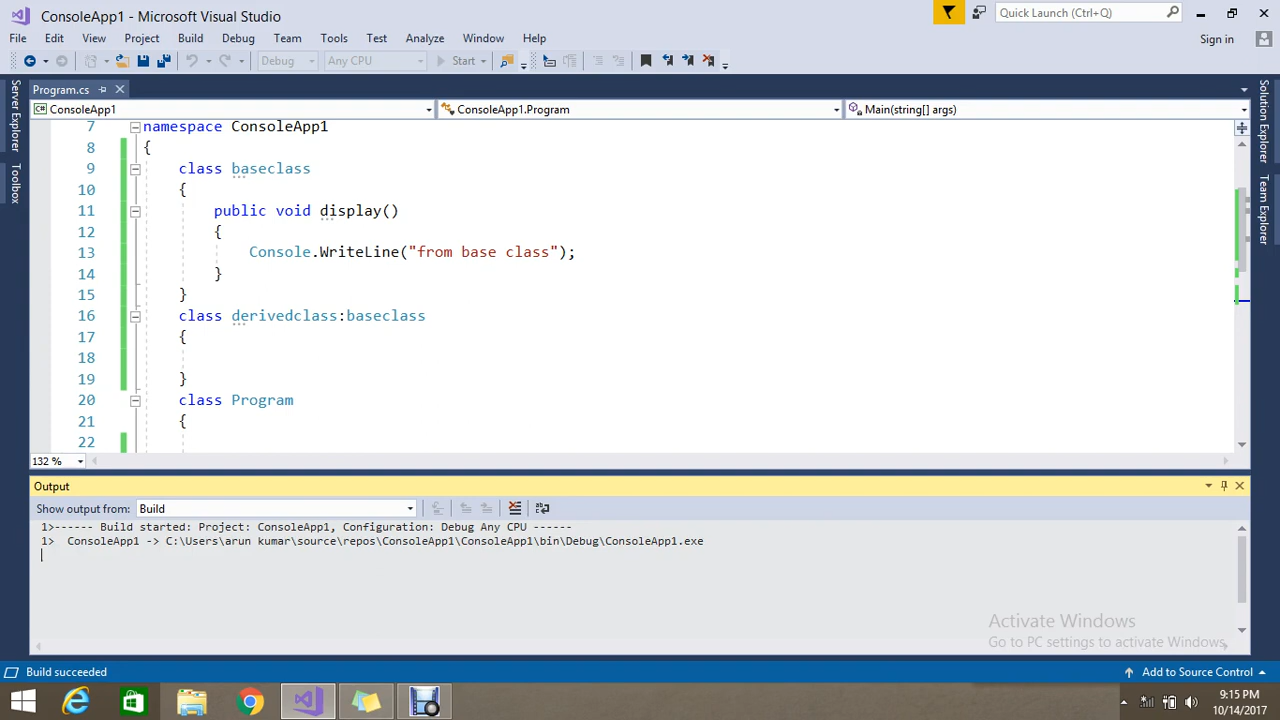 ConsoleApp1 - Microsoft Visual Studio
Quick Launch (Ctrl+Q)
File Edit View Project Build Debug Team Tools Test Analyze Window Help
Sign in
Debug Any CPU Start
Program.cs
ConsoleApp1 ConsoleApp1.Program Main(string[] args)
Server Explorer
Toolbox
Solution Explorer
Team Explorer
7 namespace ConsoleApp1
8 {
9 class baseclass
10 {
11 public void display()
12 {
13 Console.WriteLine("from base class");
14 }
15 }
16 class derivedclass:baseclass
17 {
18
19 }
20 class Program
21 {
22
132 %
Output
Show output from: Build
1>------ Build started: Project: ConsoleApp1, Configuration: Debug Any CPU ------
1> ConsoleApp1 -> C:\Users\arun kumar\source\repos\ConsoleApp1\ConsoleApp1\bin\Debug\ConsoleApp1.exe
Activate Windows
Go to PC settings to activate Windows.
Build succeeded
Add to Source Control
9:15 PM
10/14/2017